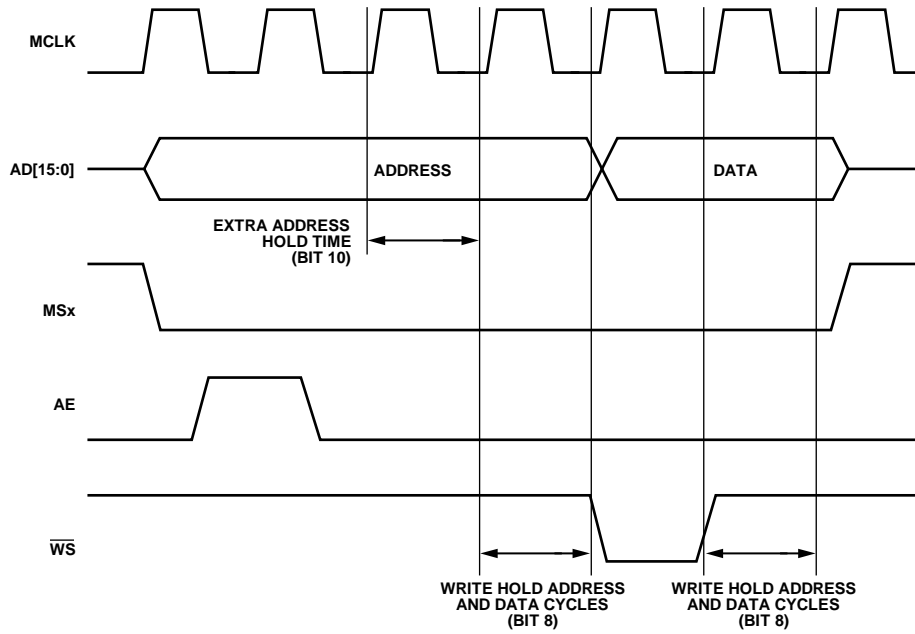 MCLK
AD[15:0]
ADDRESS
DATA
EXTRA ADDRESS
HOLD TIME
(BIT 10)
MSx
AE
WS
WRITE HOLD ADDRESS
AND DATA CYCLES
(BIT 8)
WRITE HOLD ADDRESS
AND DATA CYCLES
(BIT 8)